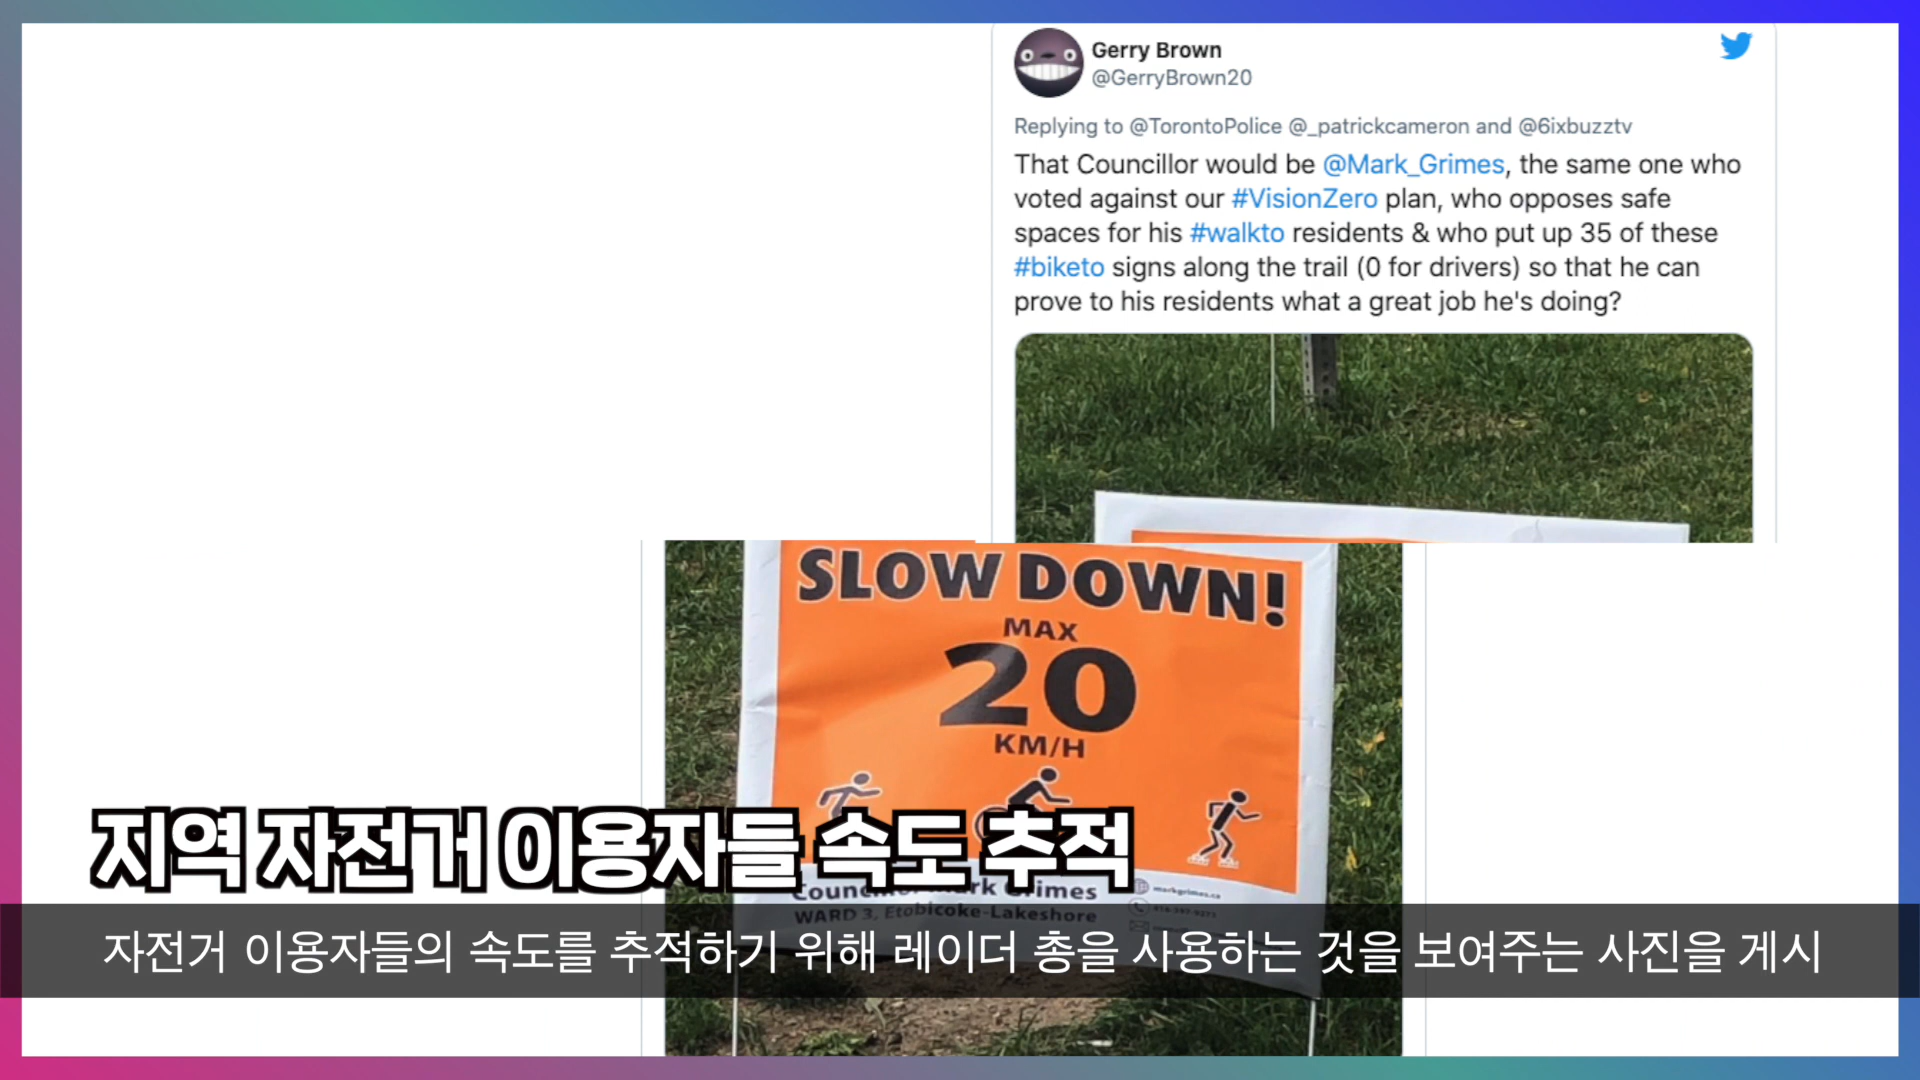 Gerry Brown
@GerryBrown20
Replying to @TorontoPolice @_patrickcameron and @6ixbuzztv
That Councillor would be @Mark_Grimes, the same one who
voted against our #VisionZero plan, who opposes safe
spaces for his #walkto residents & who put up 35 of these
#biketo signs along the trail (0 for drivers) so that he can
prove to his residents what a great job he's doing?
SLOW DOWN!
MAX
20
KM/H
지역 자전거 이용자들 속도 추적
Councillor Mark Grimes
markgrimes.ca
WARD 3, Etobicoke-Lakeshore
자전거 이용자들의 속도를 추적하기 위해 레이더 총을 사용하는 것을 보여주는 사진을 게시